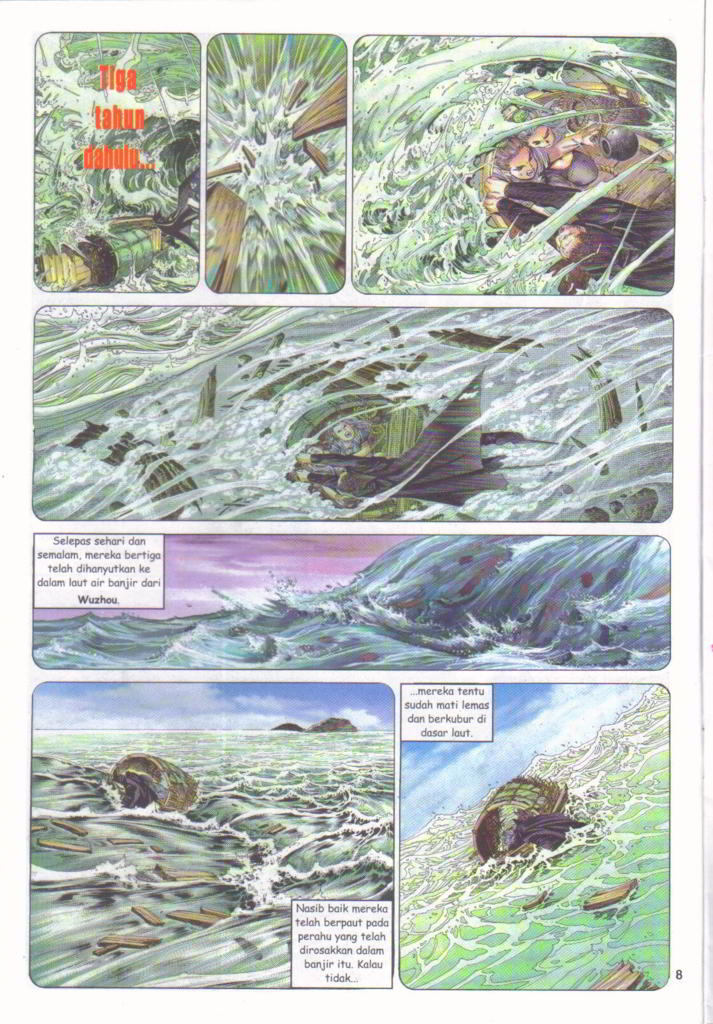 Tiga
tahun
dahulu...
Selepas sehari dan
semalam, mereka bertiga
telah dihanyutkan ke
dalam laut air banjir dari
Wuzhou.
Nasib baik mereka
telah berpaut pada
perahu yang telah
dirosakkan dalam
banjir itu. Kalau
tidak...
...mereka tentu
sudah mati lemas
dan berkubur di
dasar laut.
8